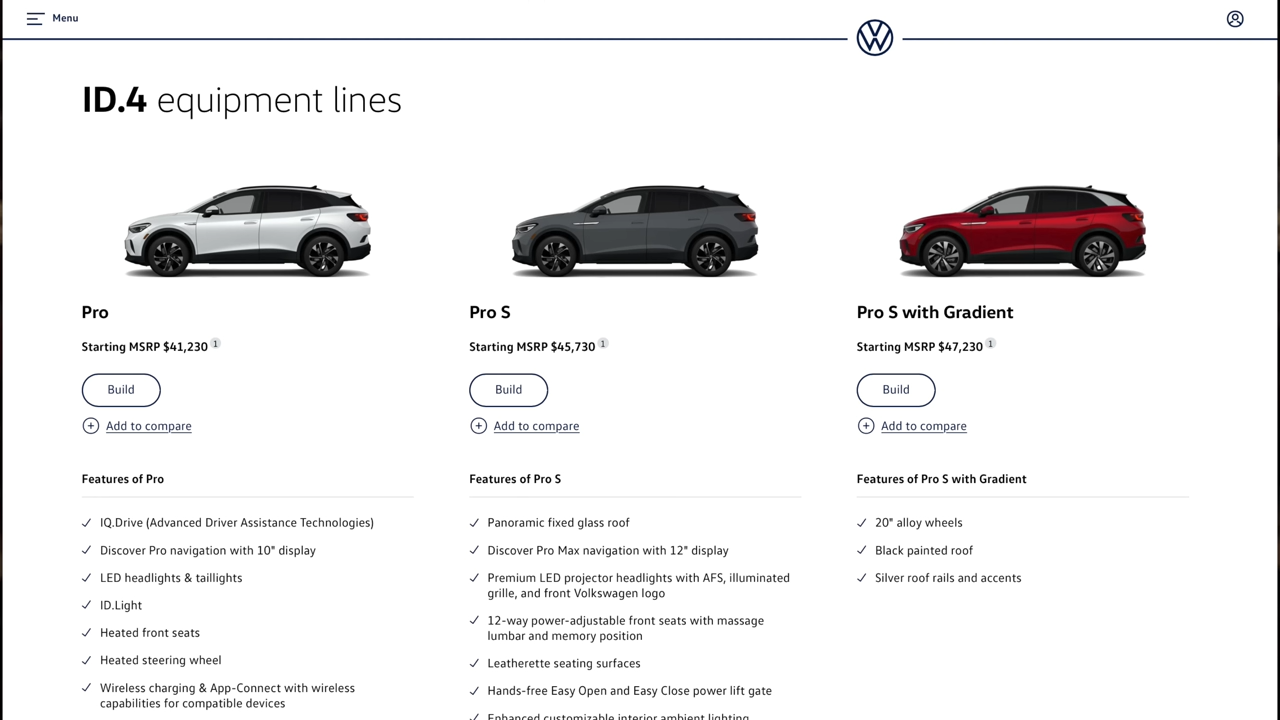 Menu
ID.4 equipment lines
Pro
Starting MSRP $41,230 1
Build
Add to compare
Features of Pro
IQ.Drive (Advanced Driver Assistance Technologies)
Discover Pro navigation with 10" display
LED headlights & taillights
ID.Light
Heated front seats
Heated steering wheel
Wireless charging & App-Connect with wireless
capabilities for compatible devices
Pro S
Starting MSRP $45,730 1
Build
Add to compare
Features of Pro S
Panoramic fixed glass roof
Discover Pro Max navigation with 12" display
Premium LED projector headlights with AFS, illuminated
grille, and front Volkswagen logo
12-way power-adjustable front seats with massage
lumbar and memory position
Leatherette seating surfaces
Hands-free Easy Open and Easy Close power lift gate
Enhanced customizable interior ambient lighting
Pro S with Gradient
Starting MSRP $47,230 1
Build
Add to compare
Features of Pro S with Gradient
20" alloy wheels
Black painted roof
Silver roof rails and accents